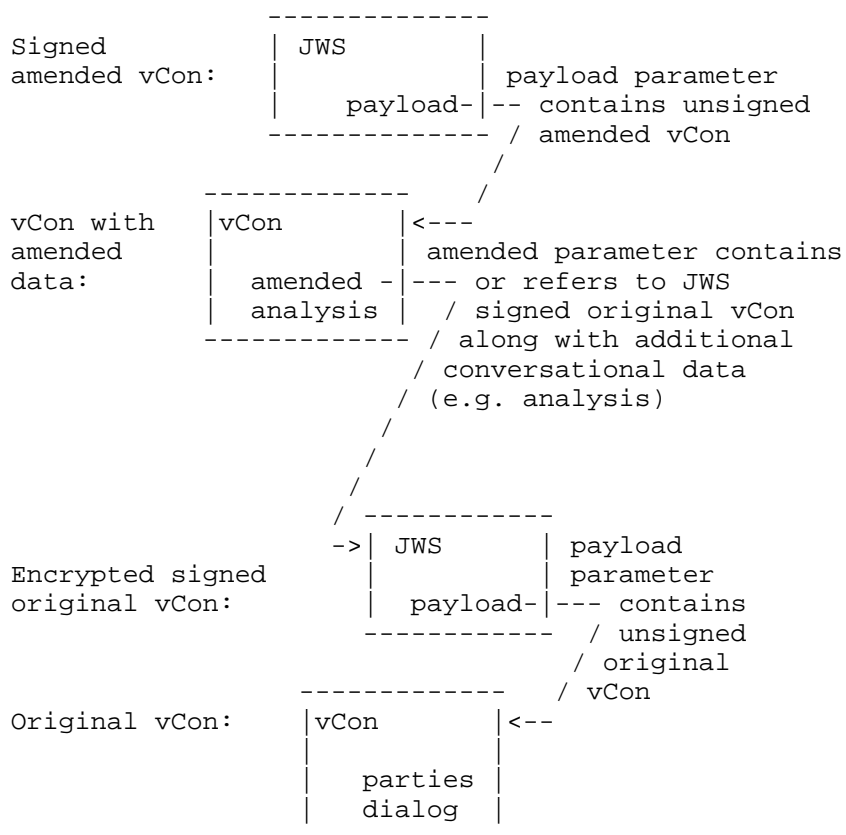 Signed | JWS |
amended vCon: | | payload parameter
| payload-|-- contains unsigned
-------------- / amended vCon
vCon with |vCon |<---
amended | | amended parameter contains
data: | amended -|--- or refers to JWS
| analysis | / signed original vCon
------------- / along with additional
/ conversational data
/ (e.g. analysis)
->| JWS | payload
Encrypted signed | | parameter
original vCon: | payload-|--- contains
------------ / unsigned
/ original
------------- / vCon
Original vCon: |vCon |<--
| parties |
| dialog |